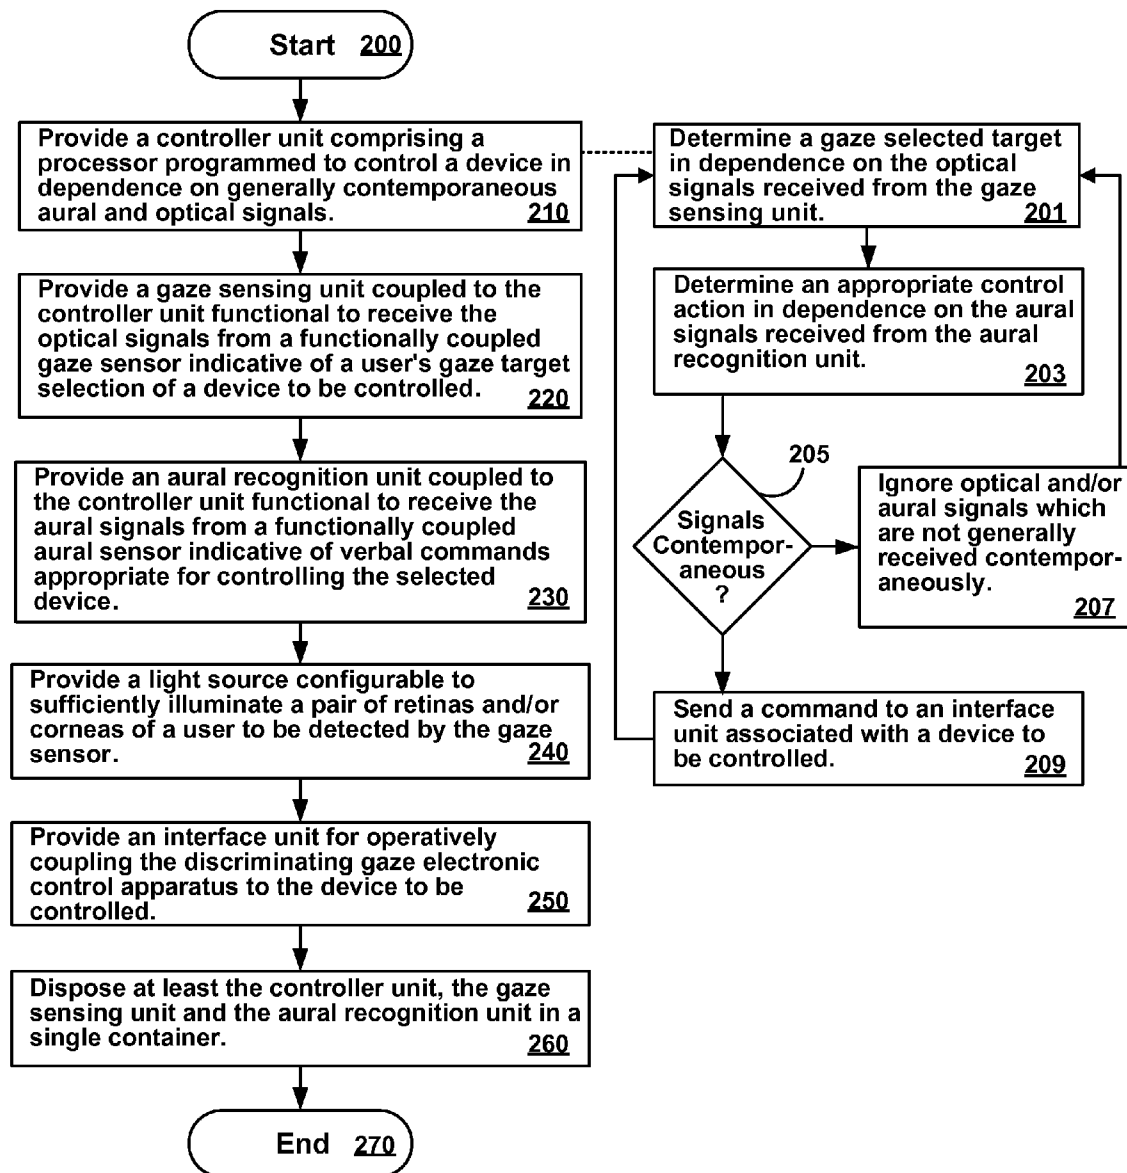 Start 200
Provide a controller unit comprising a
processor programmed to control a device in
dependence on generally contemporaneous
aural and optical signals.
210
Provide a gaze sensing unit coupled to the
controller unit functional to receive the
optical signals from a functionally coupled
gaze sensor indicative of a user's gaze target
selection of a device to be controlled.
220
Provide an aural recognition unit coupled to
the controller unit functional to receive the
aural signals from a functionally coupled
aural sensor indicative of verbal commands
appropriate for controlling the selected
device.
230
Provide a light source configurable to
sufficiently illuminate a pair of retinas and/or
corneas of a user to be detected by the gaze
sensor.
240
Provide an interface unit for operatively
coupling the discriminating gaze electronic
control apparatus to the device to be
controlled.
250
Dispose at least the controller unit, the gaze
sensing unit and the aural recognition unit in a
single container.
260
End 270
Determine a gaze selected target
in dependence on the optical
signals received from the gaze
sensing unit.
201
Determine an appropriate control
action in dependence on the aural
signals received from the aural
recognition unit.
203
205
Signals
Contempor-
aneous
?
Ignore optical and/or
aural signals which
are not generally
received contempor-
aneously.
207
Send a command to an interface
unit associated with a device to
be controlled.
209